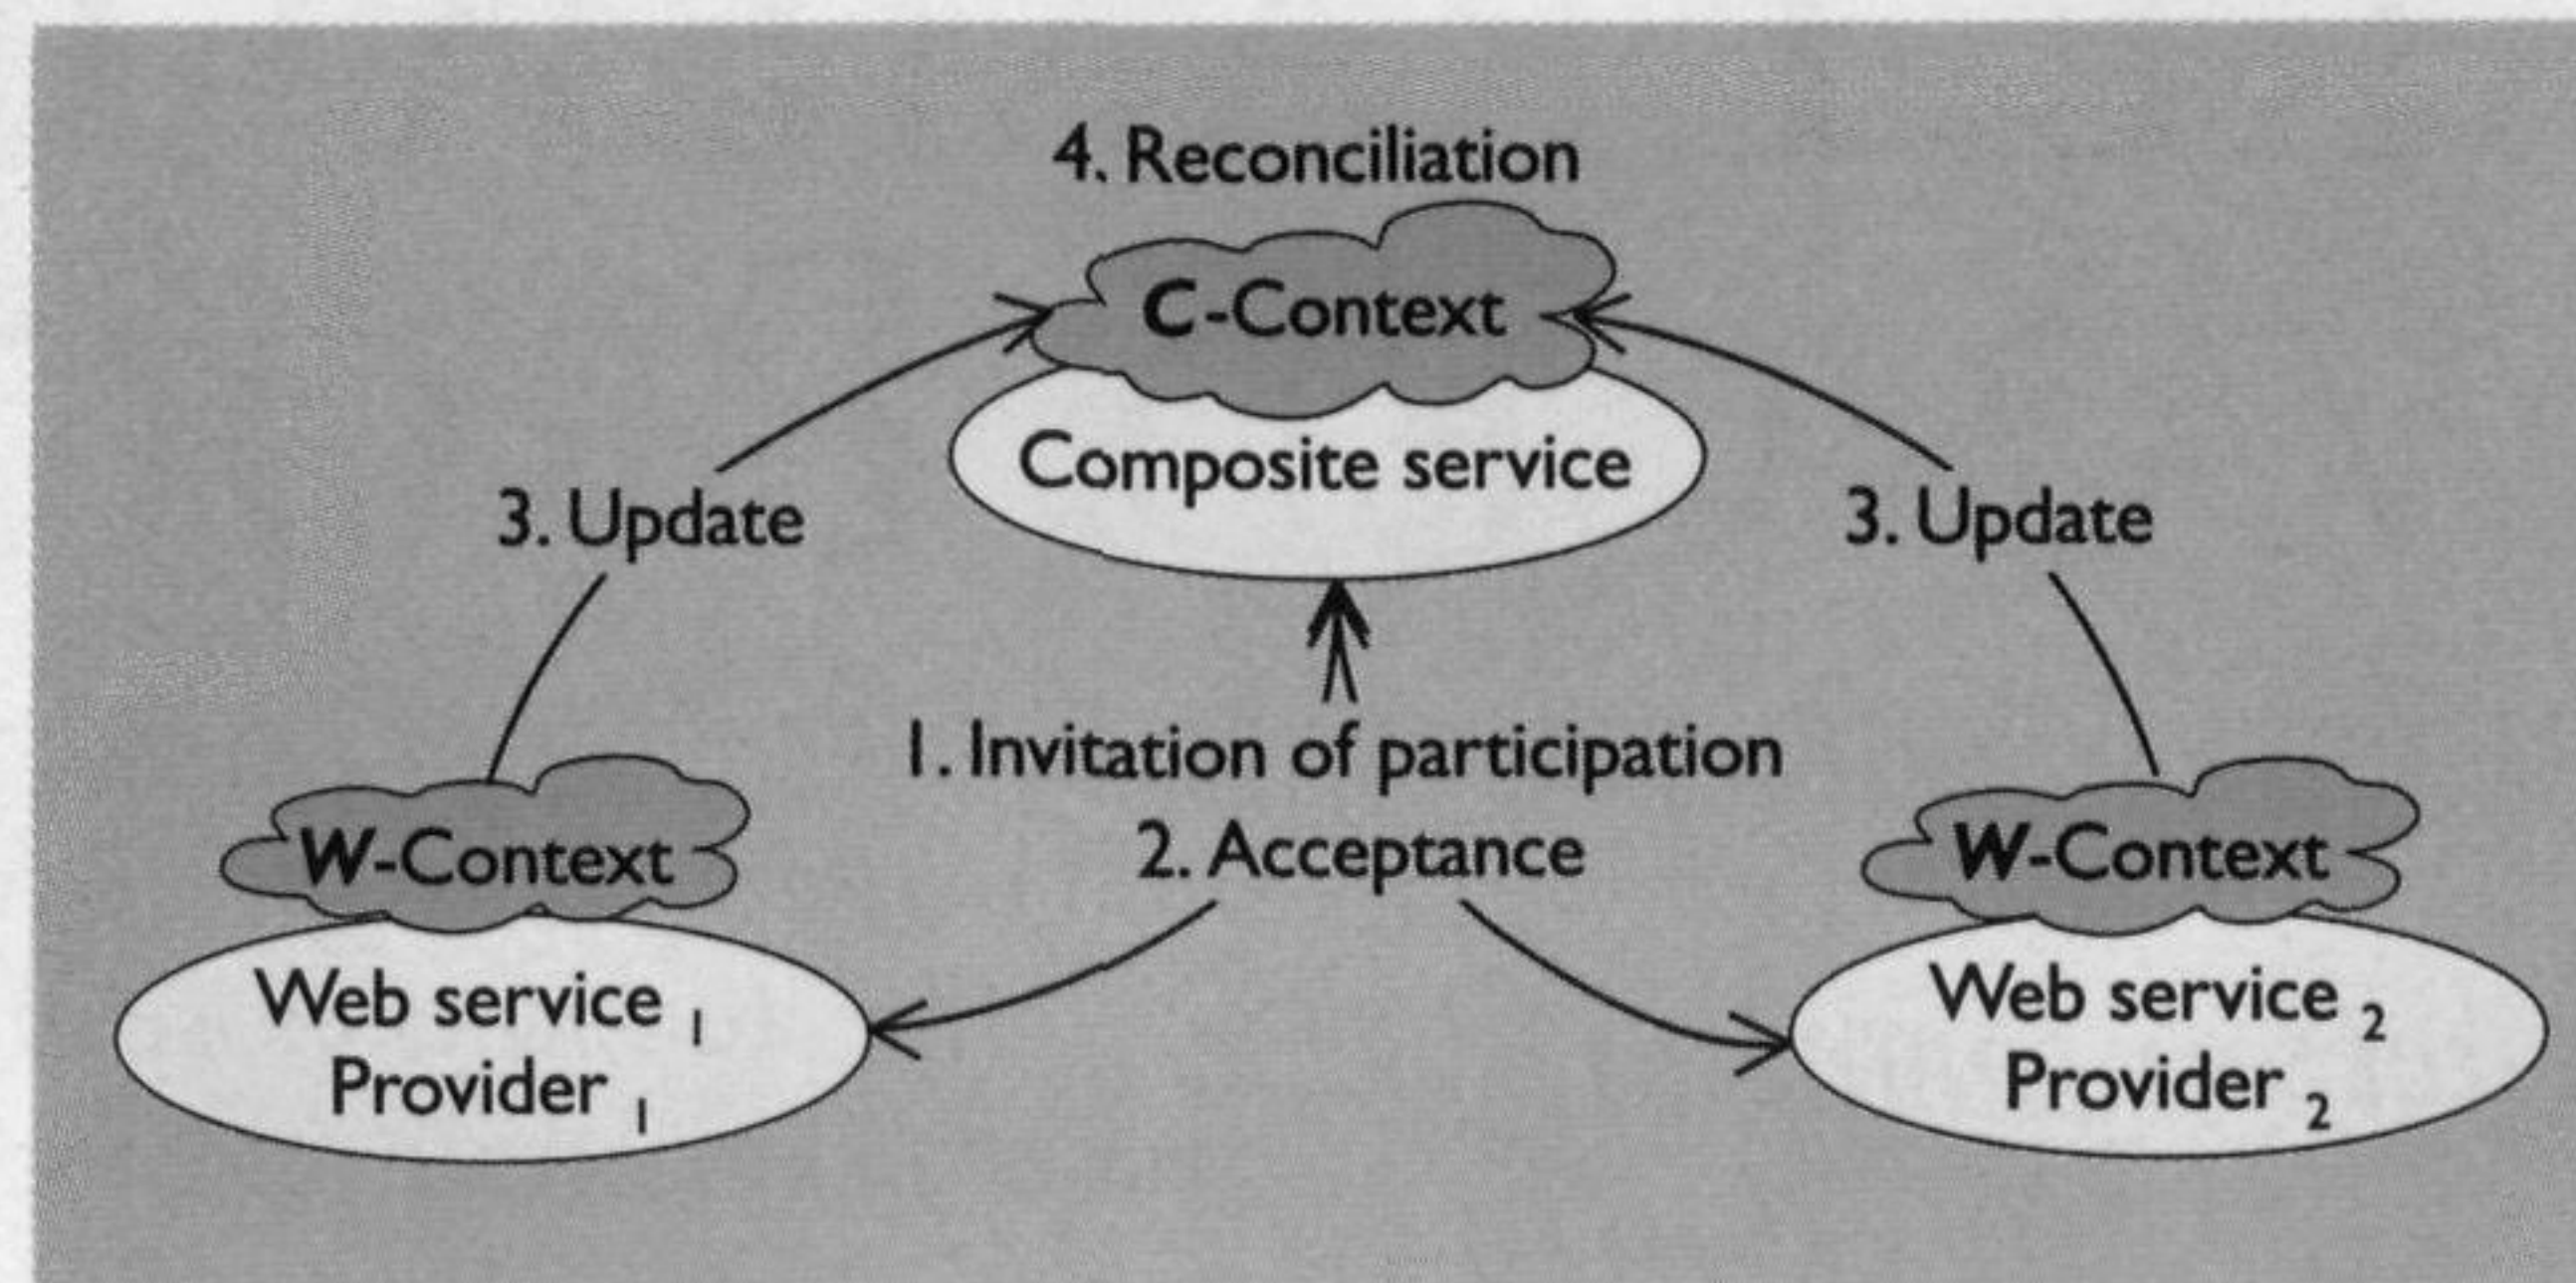 4. Reconciliation
C-Context
Composite service
3. Update
3. Update
1. Invitation of participation
2. Acceptance
W-Context
Web service 1
Provider 1
W-Context
Web service 2
Provider 2